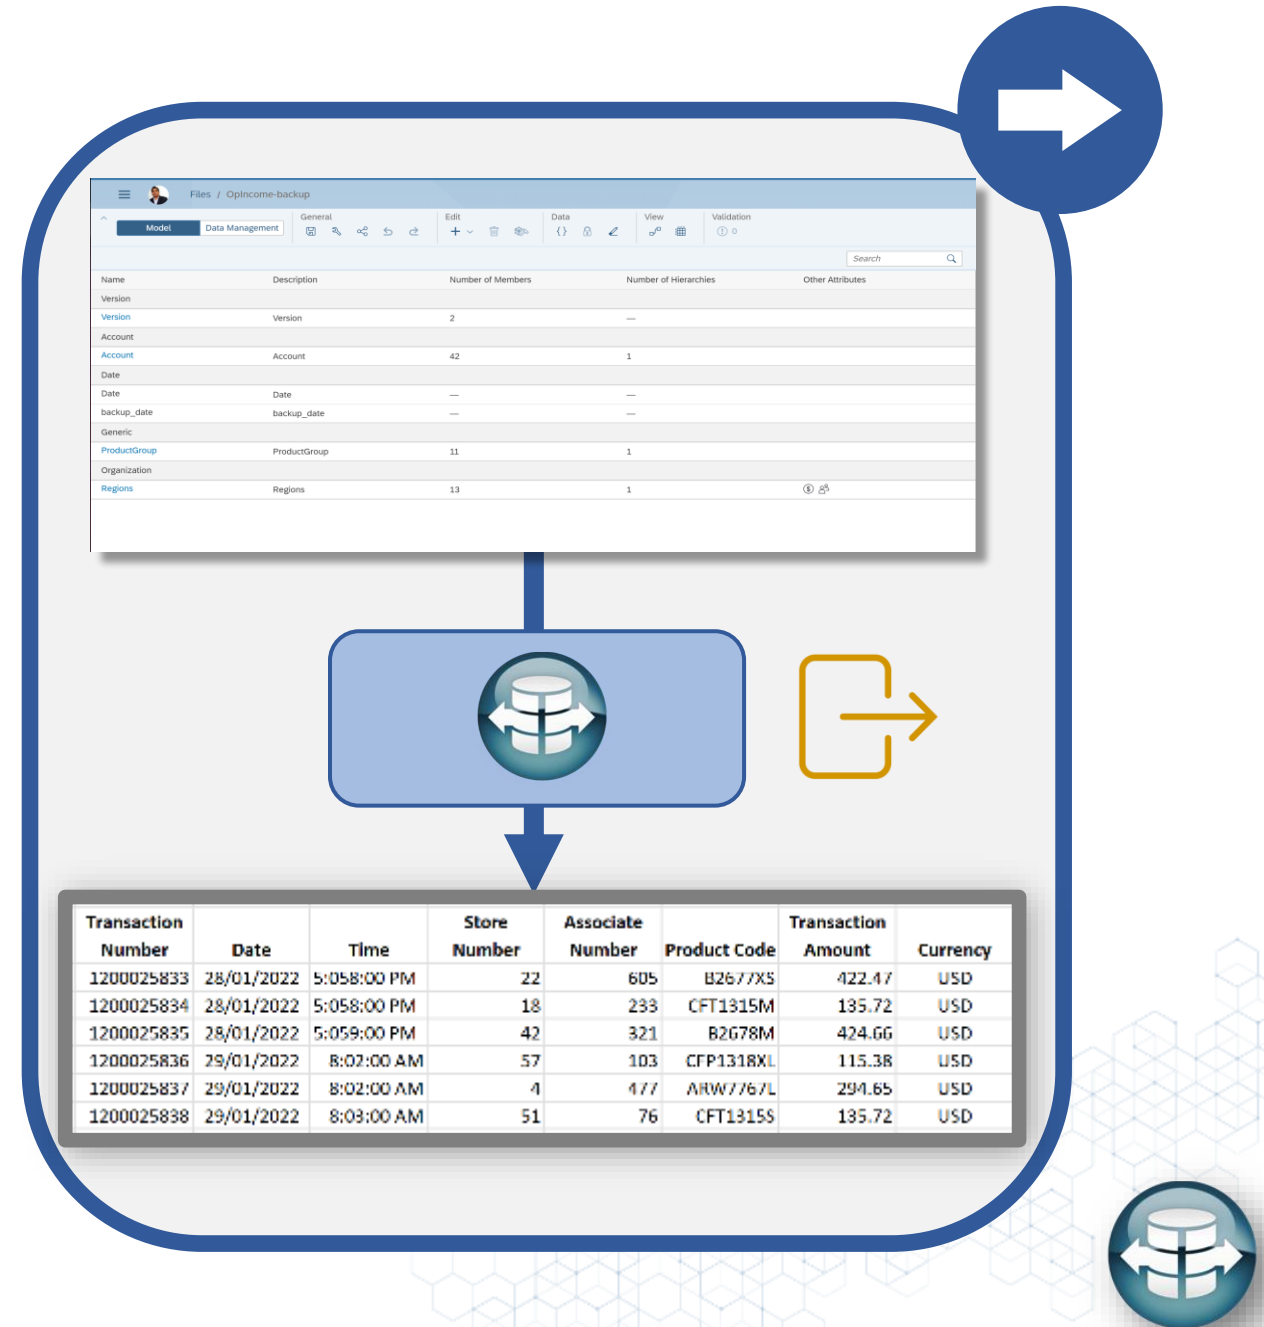 Files / OpIncome-backup
General Edit Data View Validation
Model Data Management 0
Search
Name Description Number of Members Number of Hierarchies Other Attributes
Version
Version Version 2 —
Account
Account Account 42 1
Date
Date Date — —
backup_date backup_date — —
Generic
ProductGroup ProductGroup 11 1
Organization
Regions Regions 13 1
Transaction Store Associate Transaction
Number Date Time Number Number Product Code Amount Currency
1200025833 28/01/2022 5:058:00 PM 22 605 B2677XS 422.47 USD
1200025834 28/01/2022 5:058:00 PM 18 233 CFT1315M 135.72 USD
1200025835 28/01/2022 5:059:00 PM 42 321 B2678M 424.66 USD
1200025836 29/01/2022 8:02:00 AM 57 103 CFP1318XL 115.38 USD
1200025837 29/01/2022 8:02:00 AM 4 477 ARW7767L 294.65 USD
1200025838 29/01/2022 8:03:00 AM 51 76 CFT1315S 135.72 USD